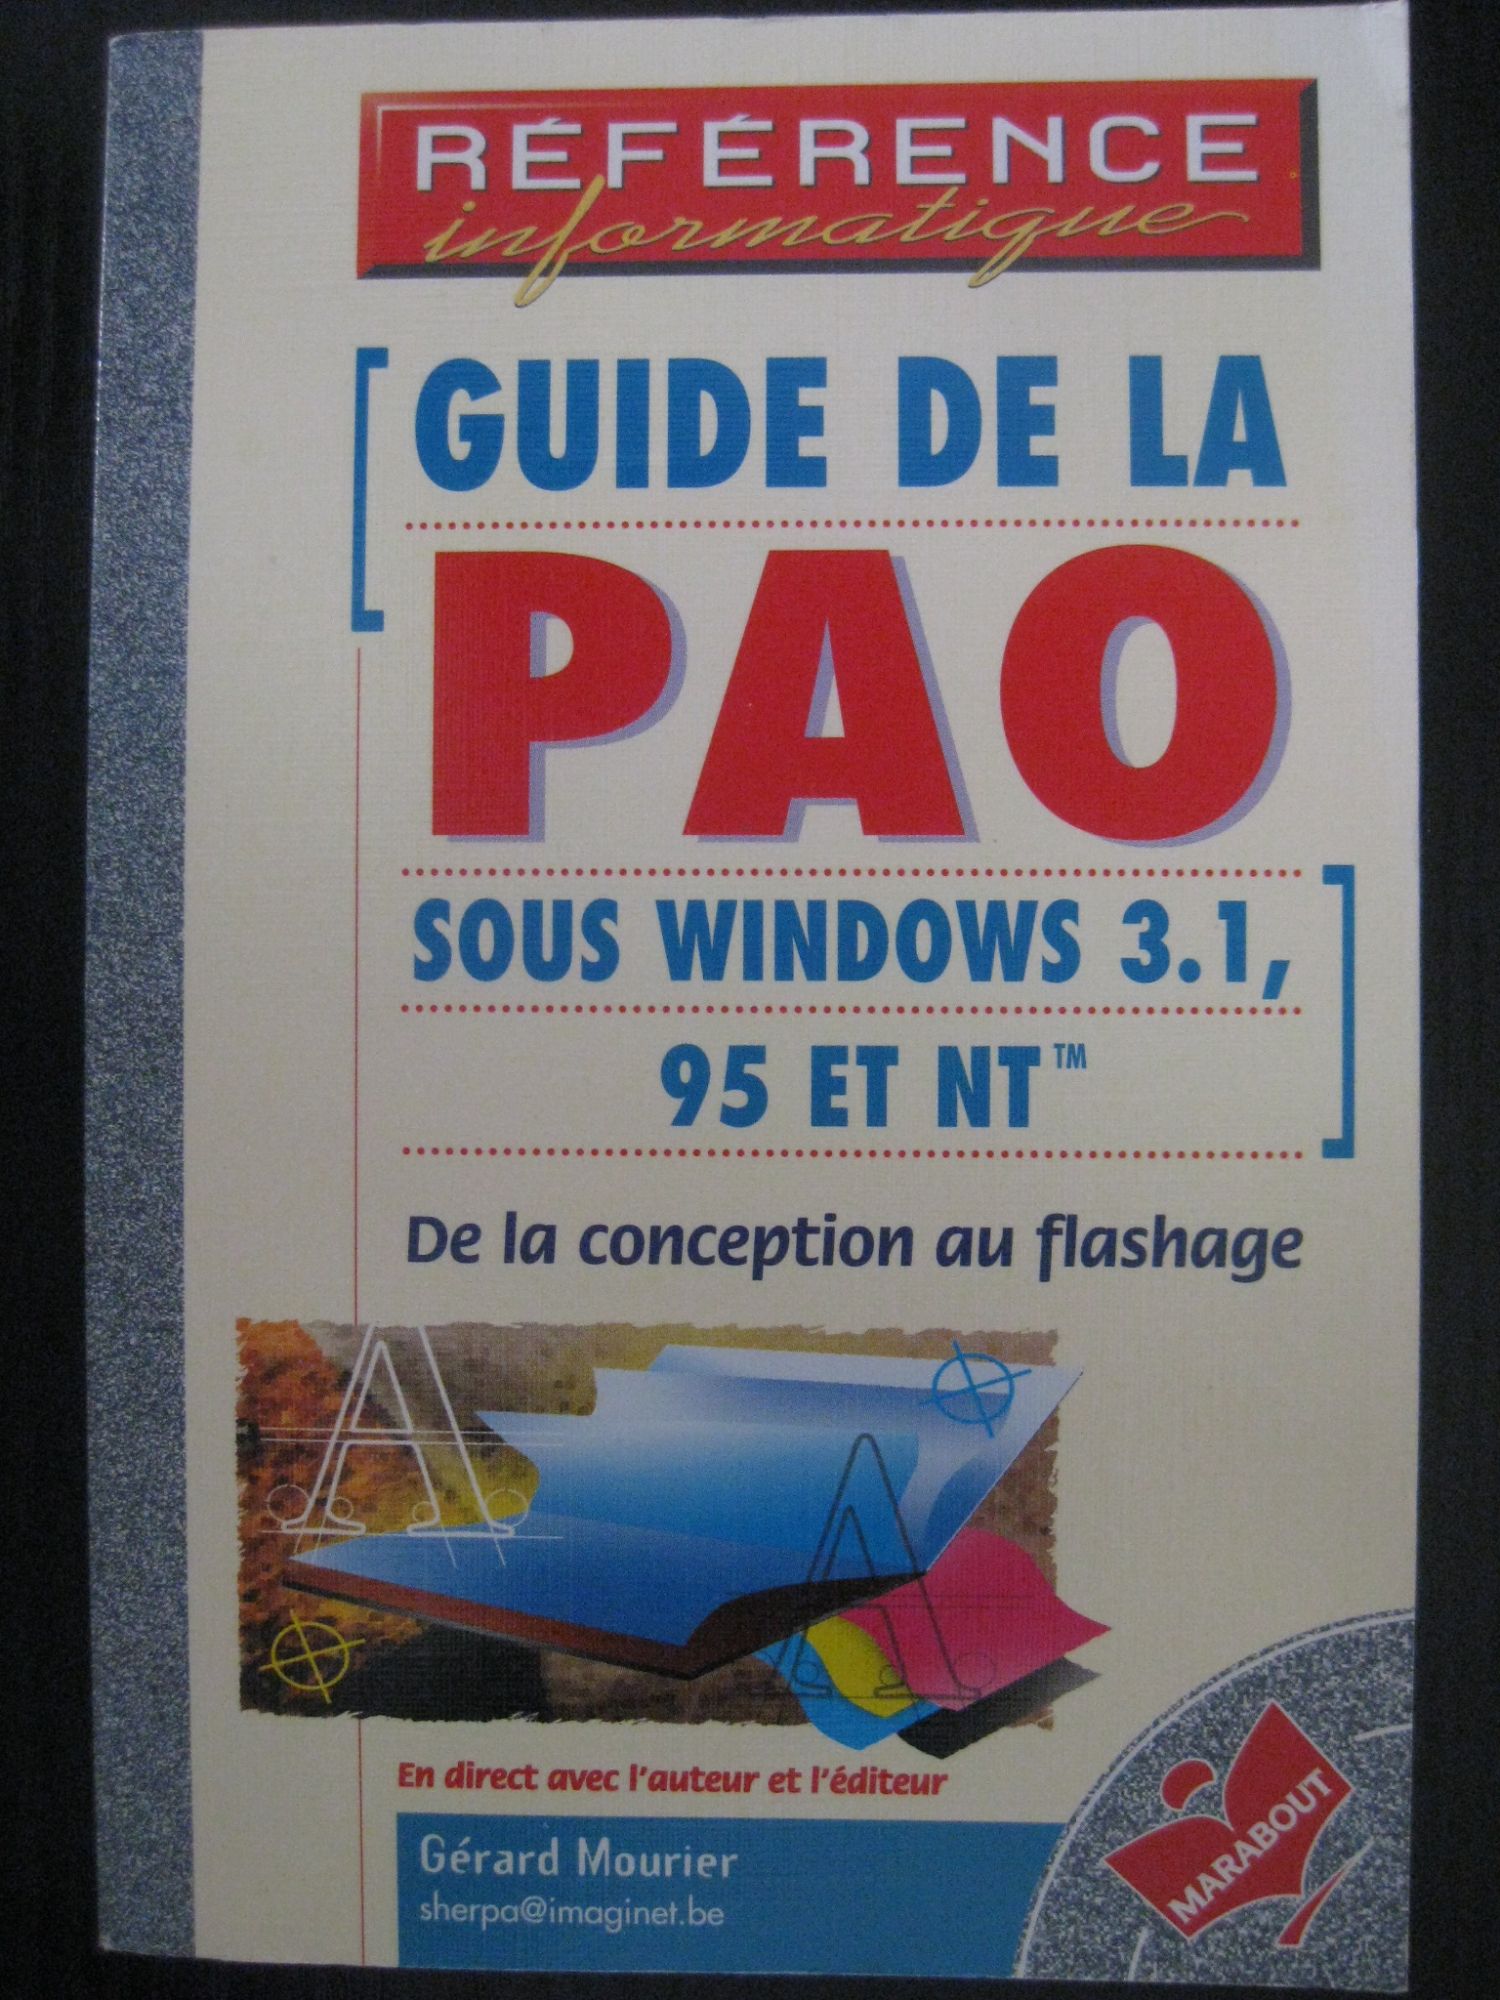 RÉFÉRENCE
informatique
GUIDE DE LA
PAO
SOUS WINDOWS 3.1,
95 ET NT™
De la conception au flashage
A
A
En direct avec l'auteur et l'éditeur
Gérard Mourier
sherpa@imaginet.be
MARABOUT